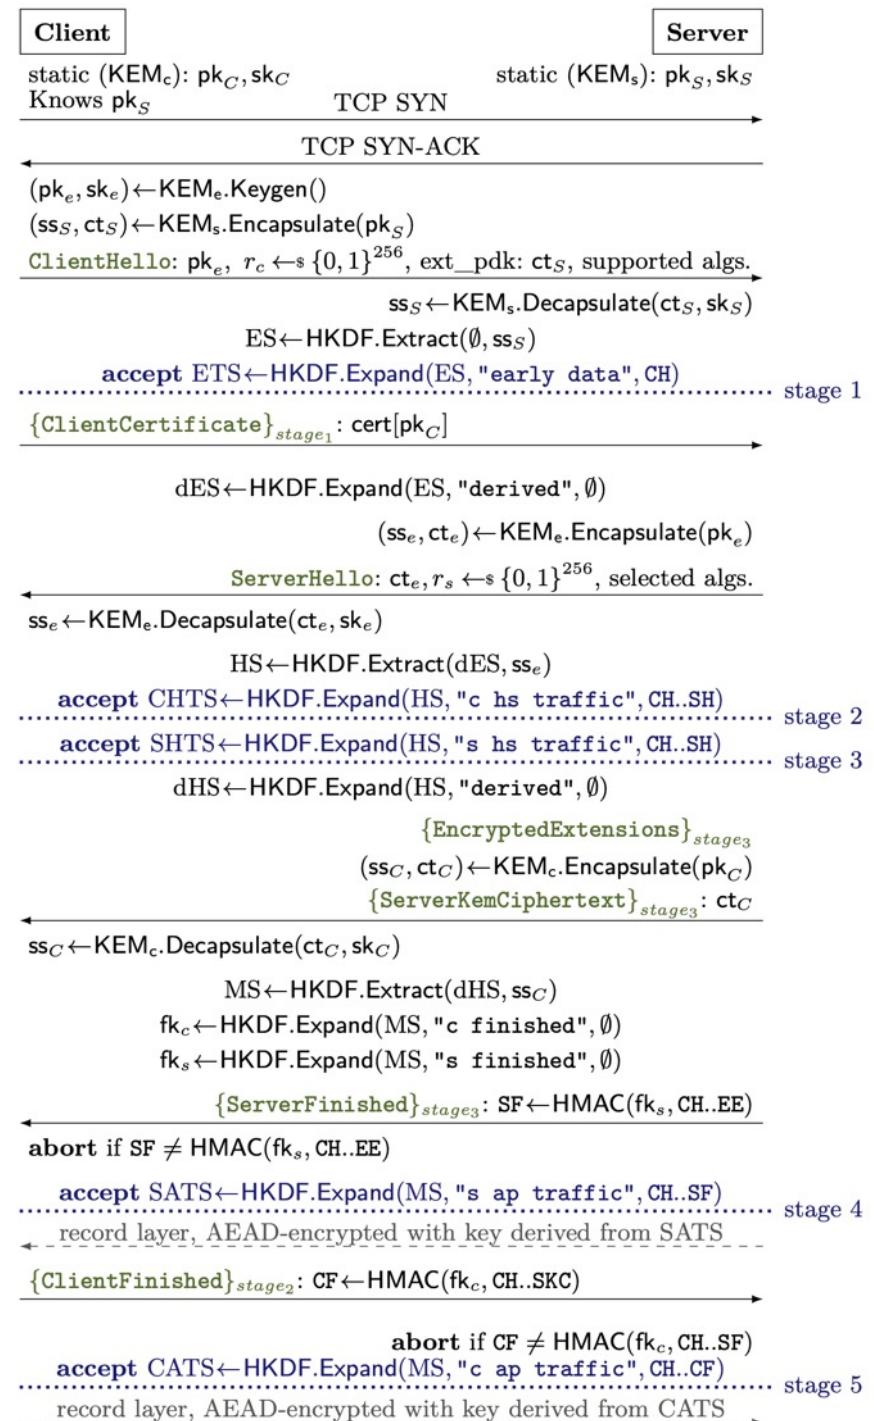 Client Server
static (KEMc): pkC, skC static (KEMs): pkS, skS
Knows pkS TCP SYN
TCP SYN-ACK
(pke, ske)←KEMe.Keygen()
(ssS, ctS)←KEMs.Encapsulate(pkS)
ClientHello: pke, rc ←$ {0, 1}^256, ext_pdk: ctS, supported algs.
ssS←KEMs.Decapsulate(ctS, skS)
ES←HKDF.Extract(∅, ssS)
accept ETS←HKDF.Expand(ES, "early data", CH)
stage 1
{ClientCertificate}stage1: cert[pkC]
dES←HKDF.Expand(ES, "derived", ∅)
(sse, cte)←KEMe.Encapsulate(pke)
ServerHello: cte, rs ←$ {0, 1}^256, selected algs.
sse←KEMe.Decapsulate(cte, ske)
HS←HKDF.Extract(dES, sse)
accept CHTS←HKDF.Expand(HS, "c hs traffic", CH..SH)
stage 2
accept SHTS←HKDF.Expand(HS, "s hs traffic", CH..SH)
stage 3
dHS←HKDF.Expand(HS, "derived", ∅)
{EncryptedExtensions}stage3
(ssC, ctC)←KEMc.Encapsulate(pkC)
{ServerKemCiphertext}stage3: ctC
ssC←KEMc.Decapsulate(ctC, skC)
MS←HKDF.Extract(dHS, ssC)
fkc←HKDF.Expand(MS, "c finished", ∅)
fks←HKDF.Expand(MS, "s finished", ∅)
{ServerFinished}stage3: SF←HMAC(fks, CH..EE)
abort if SF ≠ HMAC(fks, CH..EE)
accept SATS←HKDF.Expand(MS, "s ap traffic", CH..SF)
stage 4
record layer, AEAD-encrypted with key derived from SATS
{ClientFinished}stage2: CF←HMAC(fkc, CH..SKC)
abort if CF ≠ HMAC(fkc, CH..SF)
accept CATS←HKDF.Expand(MS, "c ap traffic", CH..CF)
stage 5
record layer, AEAD-encrypted with key derived from CATS